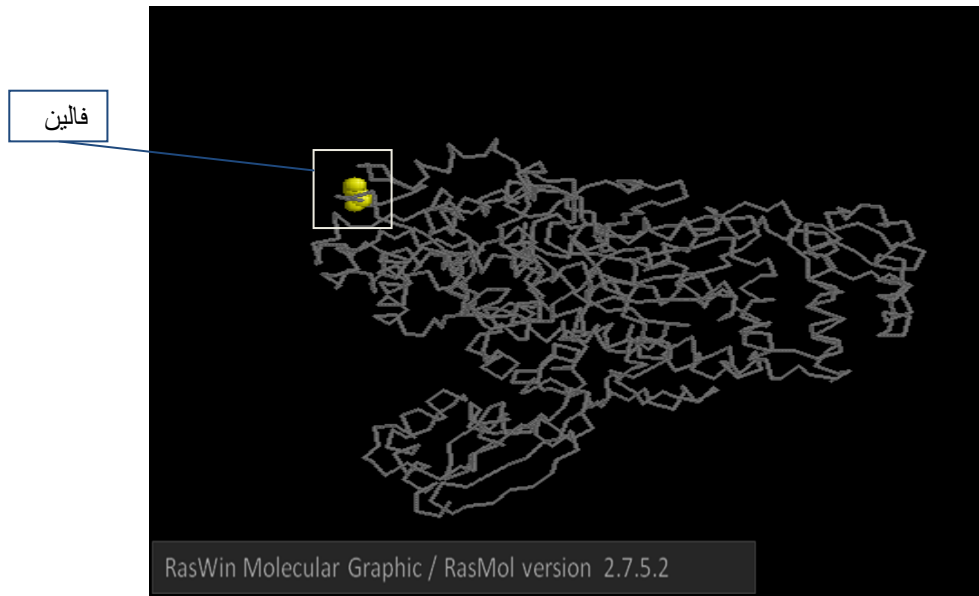 فالين
RasWin Molecular Graphic / RasMol version 2.7.5.2